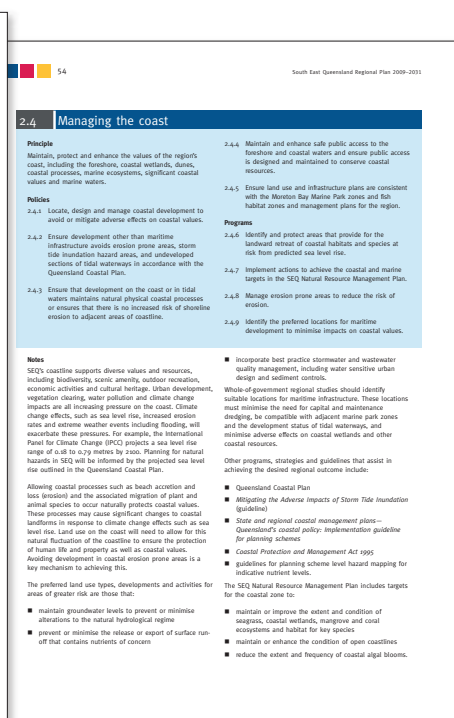 54
South East Queensland Regional Plan 2009–2031
2.4 Managing the coast
Principle
Maintain, protect and enhance the values of the region's
coast, including the foreshore, coastal wetlands, dunes,
coastal processes, marine ecosystems, significant coastal
values and marine waters.
Policies
2.4.1 Locate, design and manage coastal development to
avoid or mitigate adverse effects on coastal values.
2.4.2 Ensure development other than maritime
infrastructure avoids erosion prone areas, storm
tide inundation hazard areas, and undeveloped
sections of tidal waterways in accordance with the
Queensland Coastal Plan.
2.4.3 Ensure that development on the coast or in tidal
waters maintains natural physical coastal processes
or ensures that there is no increased risk of shoreline
erosion to adjacent areas of coastline.
2.4.4 Maintain and enhance safe public access to the
foreshore and coastal waters and ensure public access
is designed and maintained to conserve coastal
resources.
2.4.5 Ensure land use and infrastructure plans are consistent
with the Moreton Bay Marine Park zones and fish
habitat zones and management plans for the region.
Programs
2.4.6 Identify and protect areas that provide for the
landward retreat of coastal habitats and species at
risk from predicted sea level rise.
2.4.7 Implement actions to achieve the coastal and marine
targets in the SEQ Natural Resource Management Plan.
2.4.8 Manage erosion prone areas to reduce the risk of
erosion.
2.4.9 Identify the preferred locations for maritime
development to minimise impacts on coastal values.
Notes
SEQ's coastline supports diverse values and resources,
including biodiversity, scenic amenity, outdoor recreation,
economic activities and cultural heritage. Urban development,
vegetation clearing, water pollution and climate change
impacts are all increasing pressure on the coast. Climate
change effects, such as sea level rise, increased erosion
rates and extreme weather events including flooding, will
exacerbate these pressures. For example, the International
Panel for Climate Change (IPCC) projects a sea level rise
range of 0.18 to 0.79 metres by 2100. Planning for natural
hazards in SEQ will be informed by the projected sea level
rise outlined in the Queensland Coastal Plan.
Allowing coastal processes such as beach accretion and
loss (erosion) and the associated migration of plant and
animal species to occur naturally protects coastal values.
These processes may cause significant changes to coastal
landforms in response to climate change effects such as sea
level rise. Land use on the coast will need to allow for this
natural fluctuation of the coastline to ensure the protection
of human life and property as well as coastal values.
Avoiding development in coastal erosion prone areas is a
key mechanism to achieving this.
The preferred land use types, developments and activities for
areas of greater risk are those that:
■ maintain groundwater levels to prevent or minimise
alterations to the natural hydrological regime
■ prevent or minimise the release or export of surface run-
off that contains nutrients of concern
■ incorporate best practice stormwater and wastewater
quality management, including water sensitive urban
design and sediment controls.
Whole-of-government regional studies should identify
suitable locations for maritime infrastructure. These locations
must minimise the need for capital and maintenance
dredging, be compatible with adjacent marine park zones
and the development status of tidal waterways, and
minimise adverse effects on coastal wetlands and other
coastal resources.
Other programs, strategies and guidelines that assist in
achieving the desired regional outcome include:
■ Queensland Coastal Plan
■ Mitigating the Adverse Impacts of Storm Tide Inundation
(guideline)
■ State and regional coastal management plans—
Queensland's coastal policy: Implementation guideline
for planning schemes
■ Coastal Protection and Management Act 1995
■ guidelines for planning scheme level hazard mapping for
indicative nutrient levels.
The SEQ Natural Resource Management Plan includes targets
for the coastal zone to:
■ maintain or improve the extent and condition of
seagrass, coastal wetlands, mangrove and coral
ecosystems and habitat for key species
■ maintain or enhance the condition of open coastlines
■ reduce the extent and frequency of coastal algal blooms.